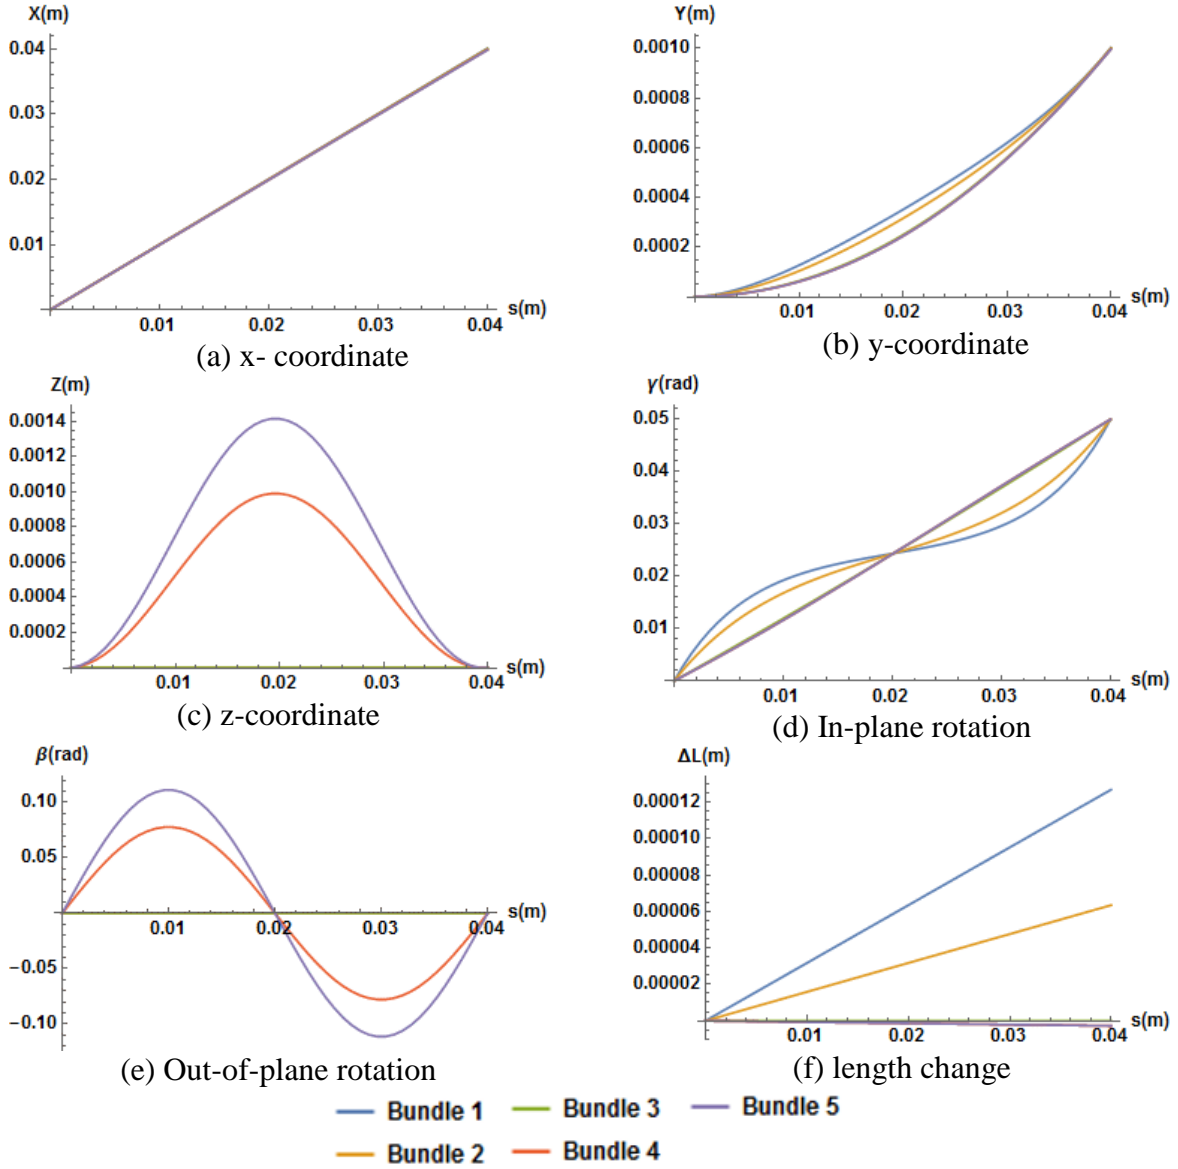 X(m)
0.04
0.03
0.02
0.01
0.01 0.02 0.03 0.04 s(m)
(a) x- coordinate
Y(m)
0.0010
0.0008
0.0006
0.0004
0.0002
0.01 0.02 0.03 0.04 s(m)
(b) y-coordinate
Z(m)
0.0014
0.0012
0.0010
0.0008
0.0006
0.0004
0.0002
0.01 0.02 0.03 0.04 s(m)
(c) z-coordinate
γ(rad)
0.05
0.04
0.03
0.02
0.01
0.01 0.02 0.03 0.04 s(m)
(d) In-plane rotation
β(rad)
0.10
0.05
0.01 0.02 0.03 0.04 s(m)
−0.05
−0.10
(e) Out-of-plane rotation
ΔL(m)
0.00012
0.00010
0.00008
0.00006
0.00004
0.00002
0.01 0.02 0.03 0.04 s(m)
(f) length change
Bundle 1 Bundle 3 Bundle 5
Bundle 2 Bundle 4